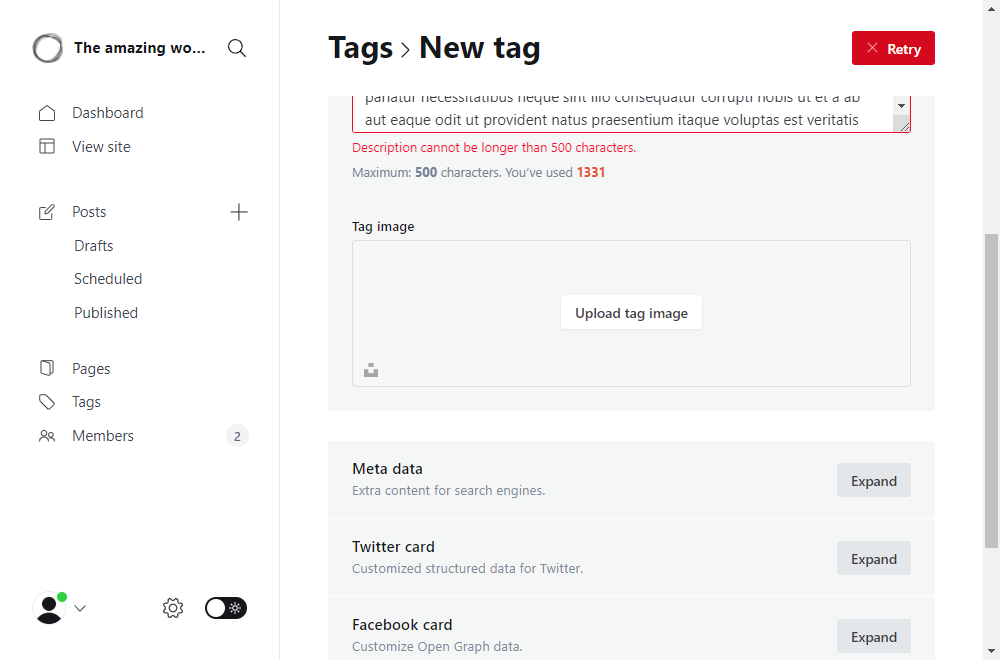 The amazing wo...
Dashboard
View site
Posts
Drafts
Scheduled
Published
Pages
Tags
Members
2
Tags > New tag
Retry
pariatur necessitatibus neque sint illo consequatur corrupti nobis ut et a ab
aut eaque odit ut provident natus praesentium itaque voluptas est veritatis
Description cannot be longer than 500 characters.
Maximum: 500 characters. You’ve used 1331
Tag image
Upload tag image
Meta data
Extra content for search engines.
Expand
Twitter card
Customized structured data for Twitter.
Expand
Facebook card
Customize Open Graph data.
Expand